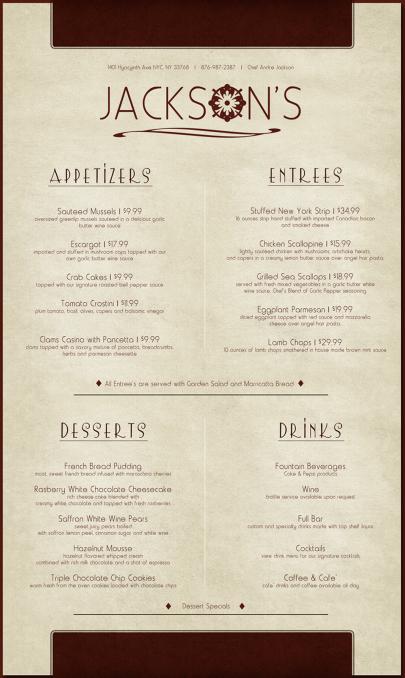 1401 Hyacynth Ave NYC, NY 33768 | 876-987-2387 | Chef Andre Jackson
JACKSON'S
APPETIZERS
Sauteed Mussels | $9.99
oversized greenlip mussels sauteed in a delicious garlic
butter wine sauce
Escargot | $17.99
imported and stuffed in mushroom caps topped with our
own garlic butter wine sauce
Crab Cakes | $9.99
topped with our signature roasted bell pepper sauce
Tomato Crostini | $8.99
plum tomato, basil, olives, capers and balsamic vinegar
Clams Casino with Pancetta | $9.99
clams topped with a savory mixture of pancetta, breadcrumbs,
herbs and parmesan cheese
ENTREES
Stuffed New York Strip | $34.99
16 ounces strip hand stuffed with imported Canadian bacon
and smoked cheese
Chicken Scallopine | $15.99
lightly sauteed chicken with mushrooms, artichoke hearts,
and capers in a creamy lemon butter sauce over angel hair pasta
Grilled Sea Scallops | $18.99
served with fresh mixed vegetables in a garlic butter white
wine sauce, Chef's Blend of Garlic Pepper seasoning
Eggplant Parmesan | $19.99
sliced eggplant topped with red sauce and mozzarella
cheese over angel hair pasta
Lamb Chops | $29.99
10 ounces of lamb chops smothered in house made brown mint sauce
All Entree's are served with Garden Salad and Bread
DESSERTS
French Bread Pudding
moist, sweet french bread infused with maraschino cherries
Rasberry White Chocolate Cheesecake
rich cheese cake blended with
creamy white chocolate and topped with fresh raspberries
Saffron White Wine Pears
sweet juicy pears boiled
with saffron lemon peel, cinnamon sugar and white wine
Hazelnut Mousse
hazelnut flavored whipped cream
combined with rich milk chocolate and a shot of espresso
Triple Chocolate Chip Cookies
warm fresh from the oven cookies loaded with chocolate chips
DRINKS
Fountain Beverages
Coke & Pepsi products
Wine
bottle service available upon request
Full Bar
custom and specialty drinks made with top shelf liquor
Cocktails
view drink menu for our signature cocktails
Coffee & Cafe'
cafe' drinks and coffee available all day
Dessert Specials